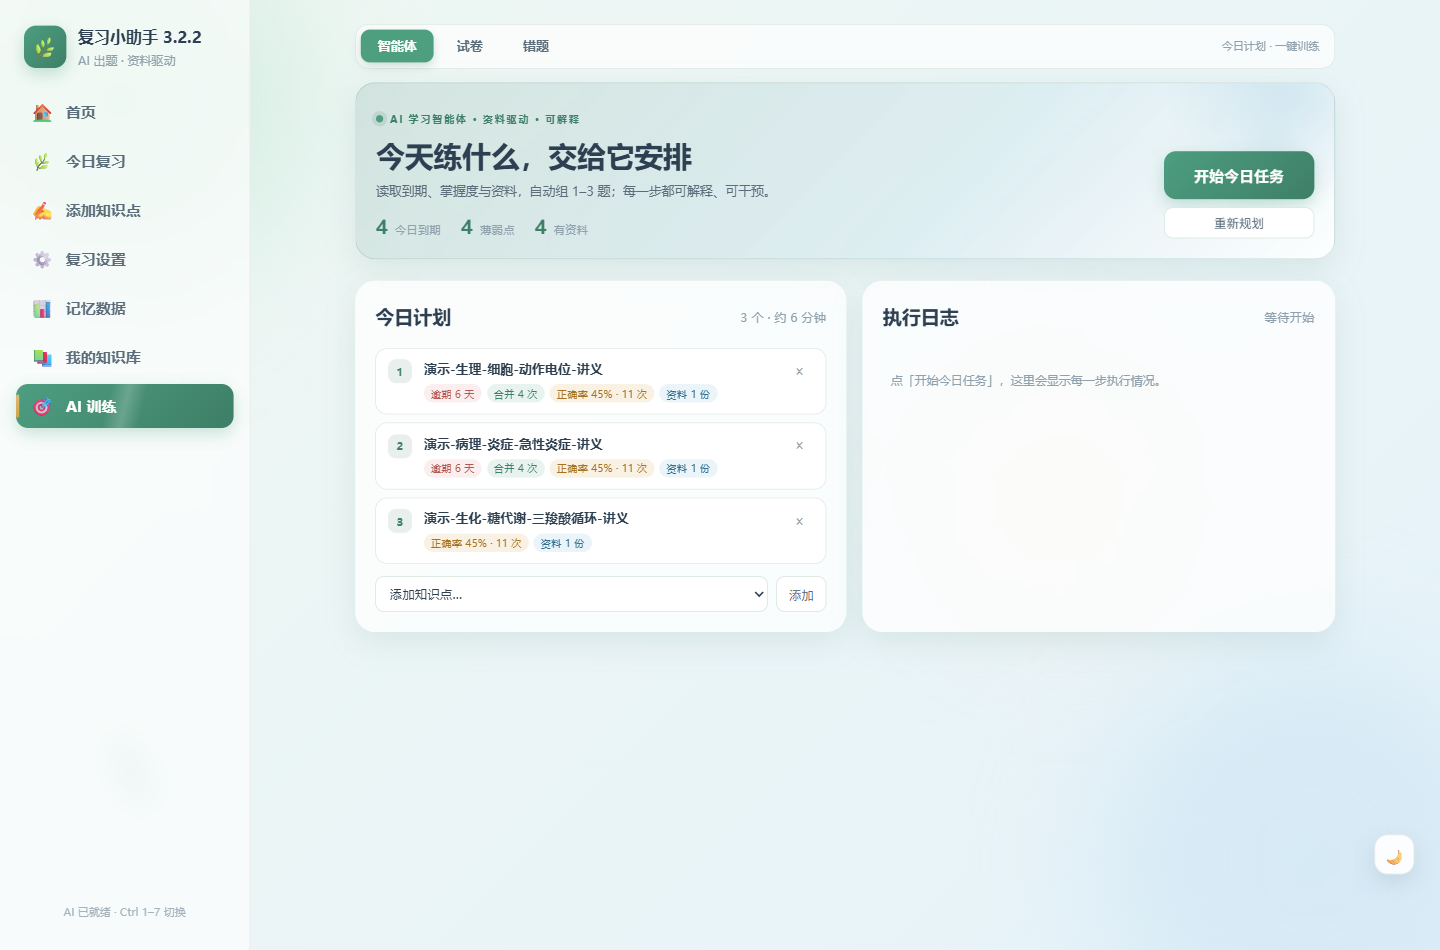 复习小助手 3.2.2
AI 出题 · 资料驱动
首页
今日复习
添加知识点
复习设置
记忆数据
我的知识库
AI 训练
AI 已就绪 · Ctrl 1–7 切换
智能体 试卷 错题 今日计划 · 一键训练
AI 学习智能体 • 资料驱动 • 可解释
今天练什么，交给它安排
读取到期、掌握度与资料，自动组 1–3 题；每一步都可解释、可干预。
4 今日到期 4 薄弱点 4 有资料
开始今日任务
重新规划
今日计划 3 个 · 约 6 分钟
1 演示-生理-细胞-动作电位-讲义 ×
逾期 6 天 合并 4 次 正确率 45% · 11 次 资料 1 份
2 演示-病理-炎症-急性炎症-讲义 ×
逾期 6 天 合并 4 次 正确率 45% · 11 次 资料 1 份
3 演示-生化-糖代谢-三羧酸循环-讲义 ×
正确率 45% · 11 次 资料 1 份
添加知识点... 添加
执行日志 等待开始
点「开始今日任务」，这里会显示每一步执行情况。